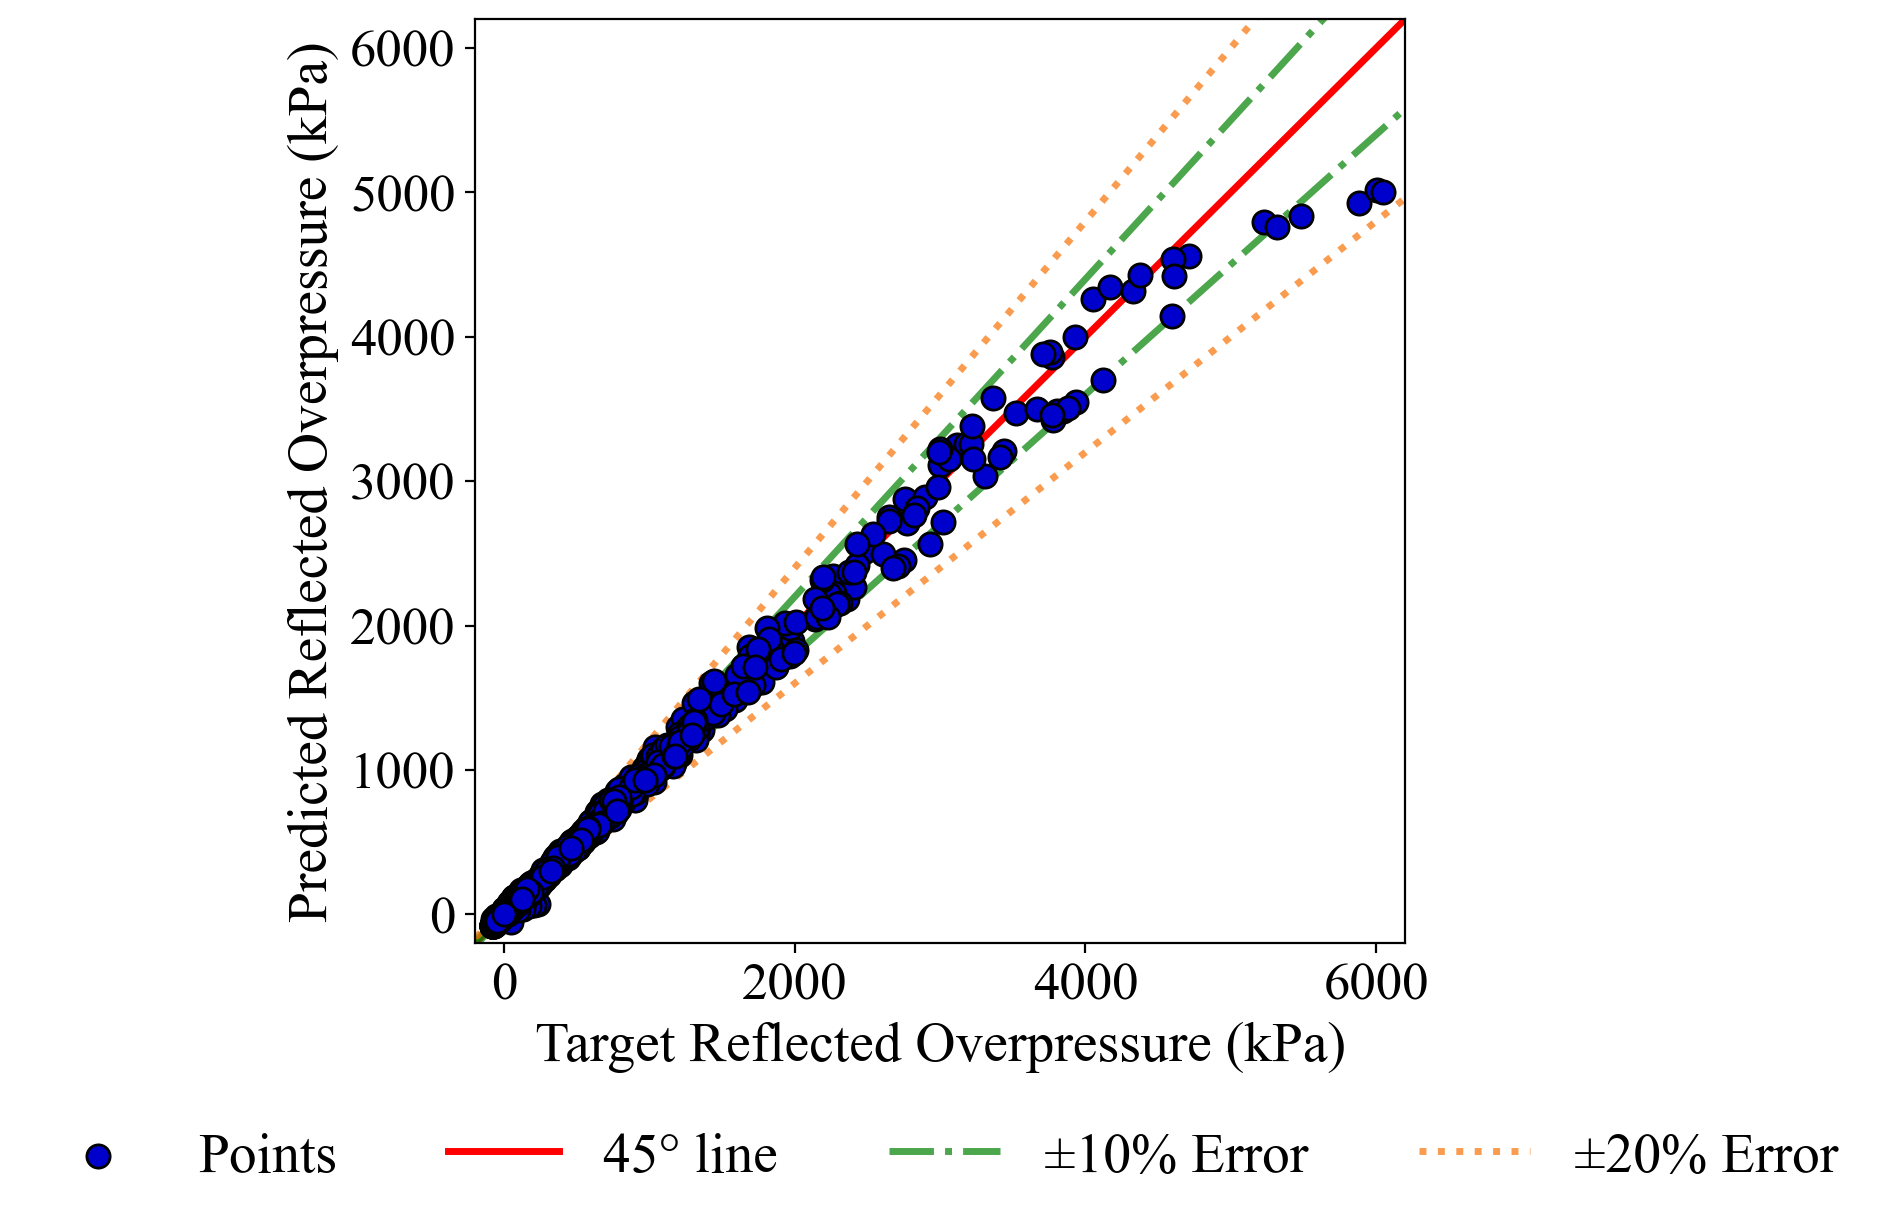 Predicted Reflected Overpressure (kPa)
6000
5000
4000
3000
2000
1000
0
0 2000 4000 6000
Target Reflected Overpressure (kPa)
Points 45° line ±10% Error ±20% Error